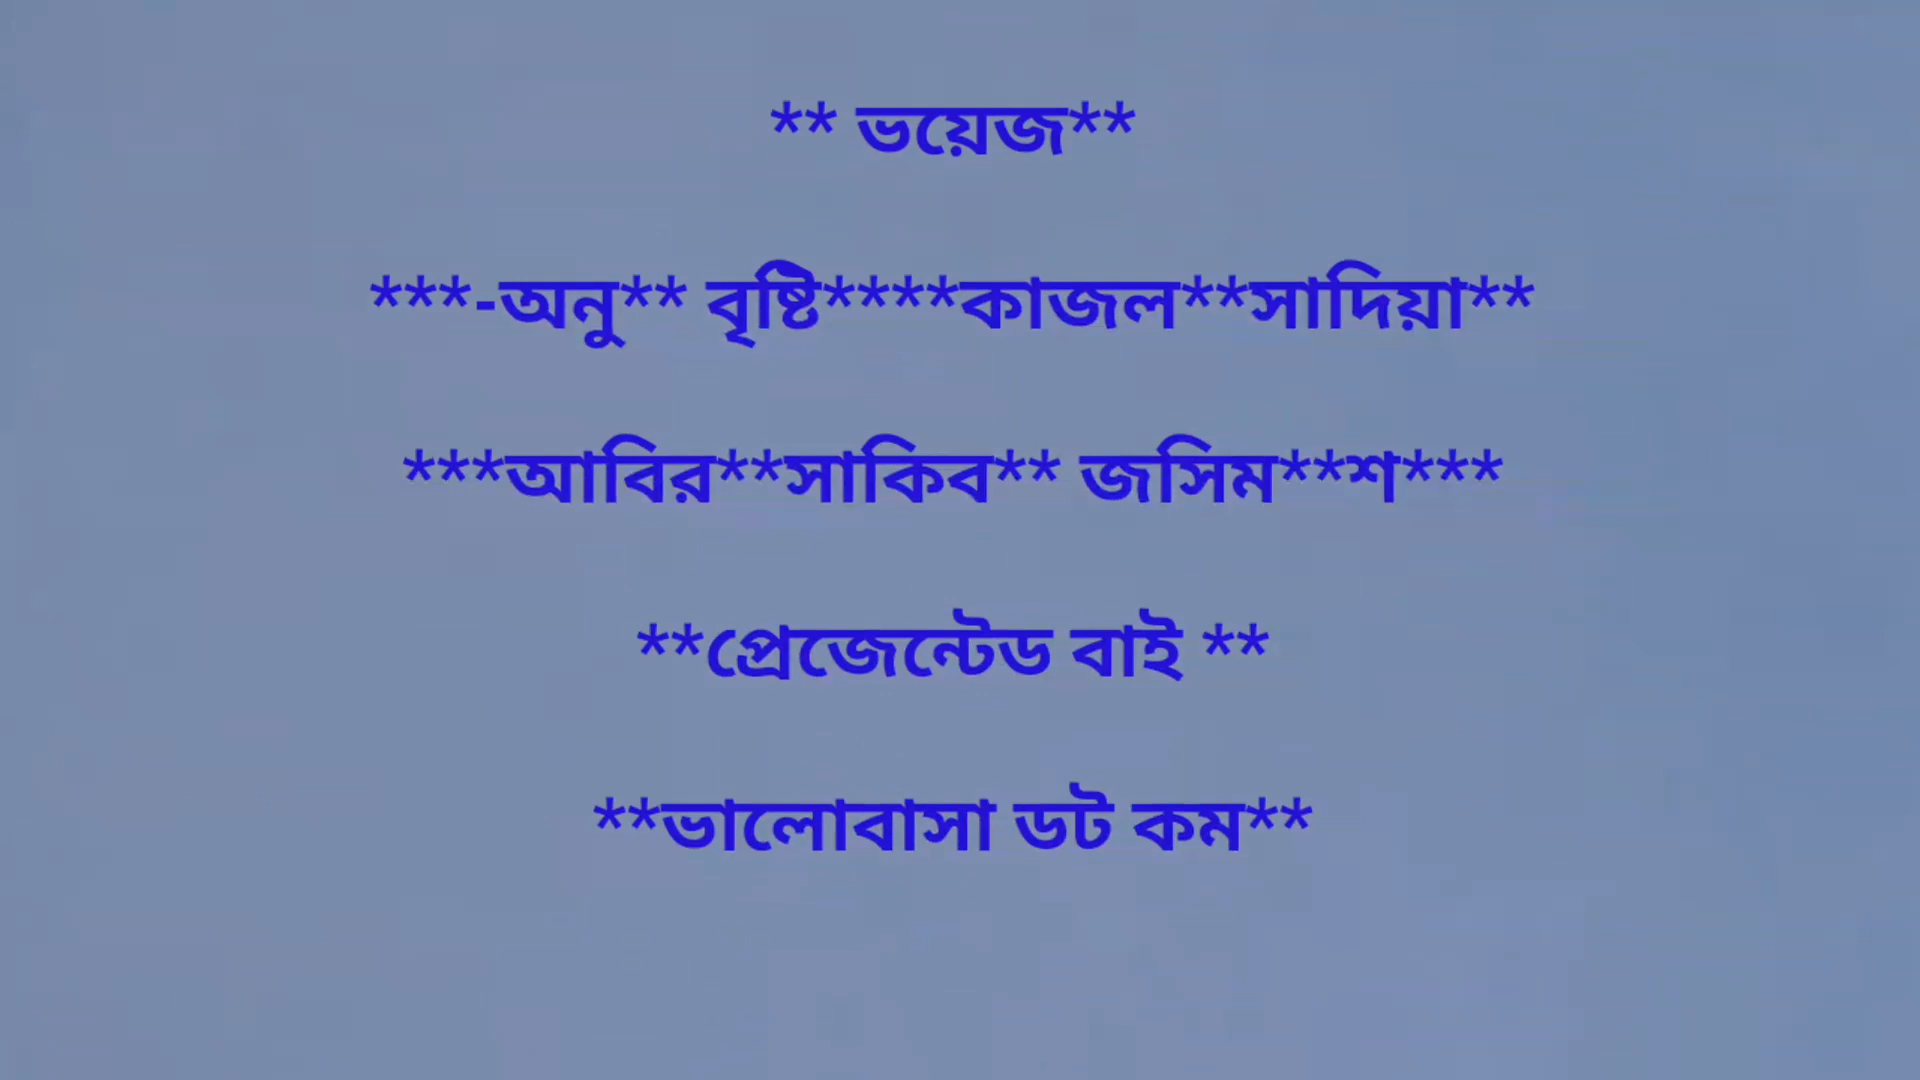 ** ভয়েজ**
***-অনু** বৃষ্টি****কাজল**সাদিয়া**
***আবির**সাকিব** জসিম**শ***
**প্রেজেন্টেড বাই **
**ভালোবাসা ডট কম**